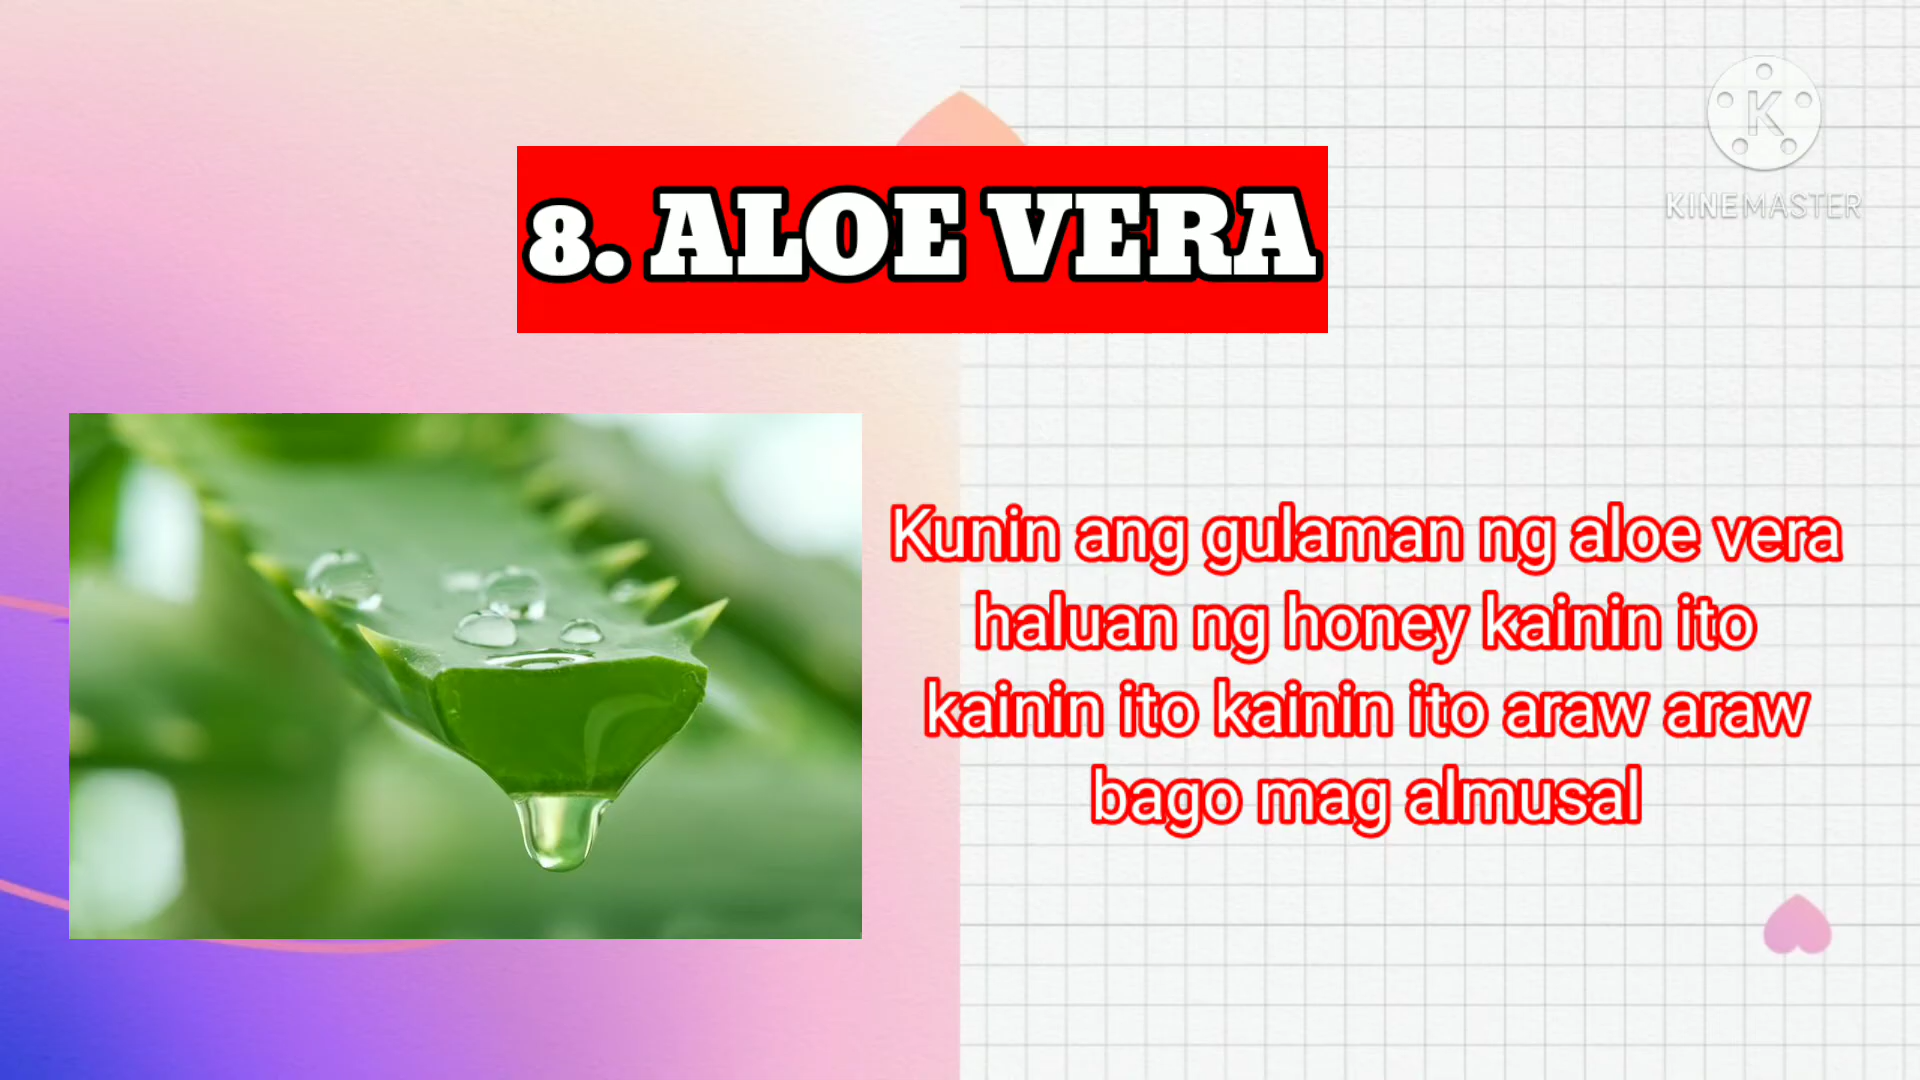 K
KINEMASTER
8. ALOE VERA
Kunin ang gulaman ng aloe vera
haluan ng honey kainin ito
kainin ito kainin ito araw araw
bago mag almusal